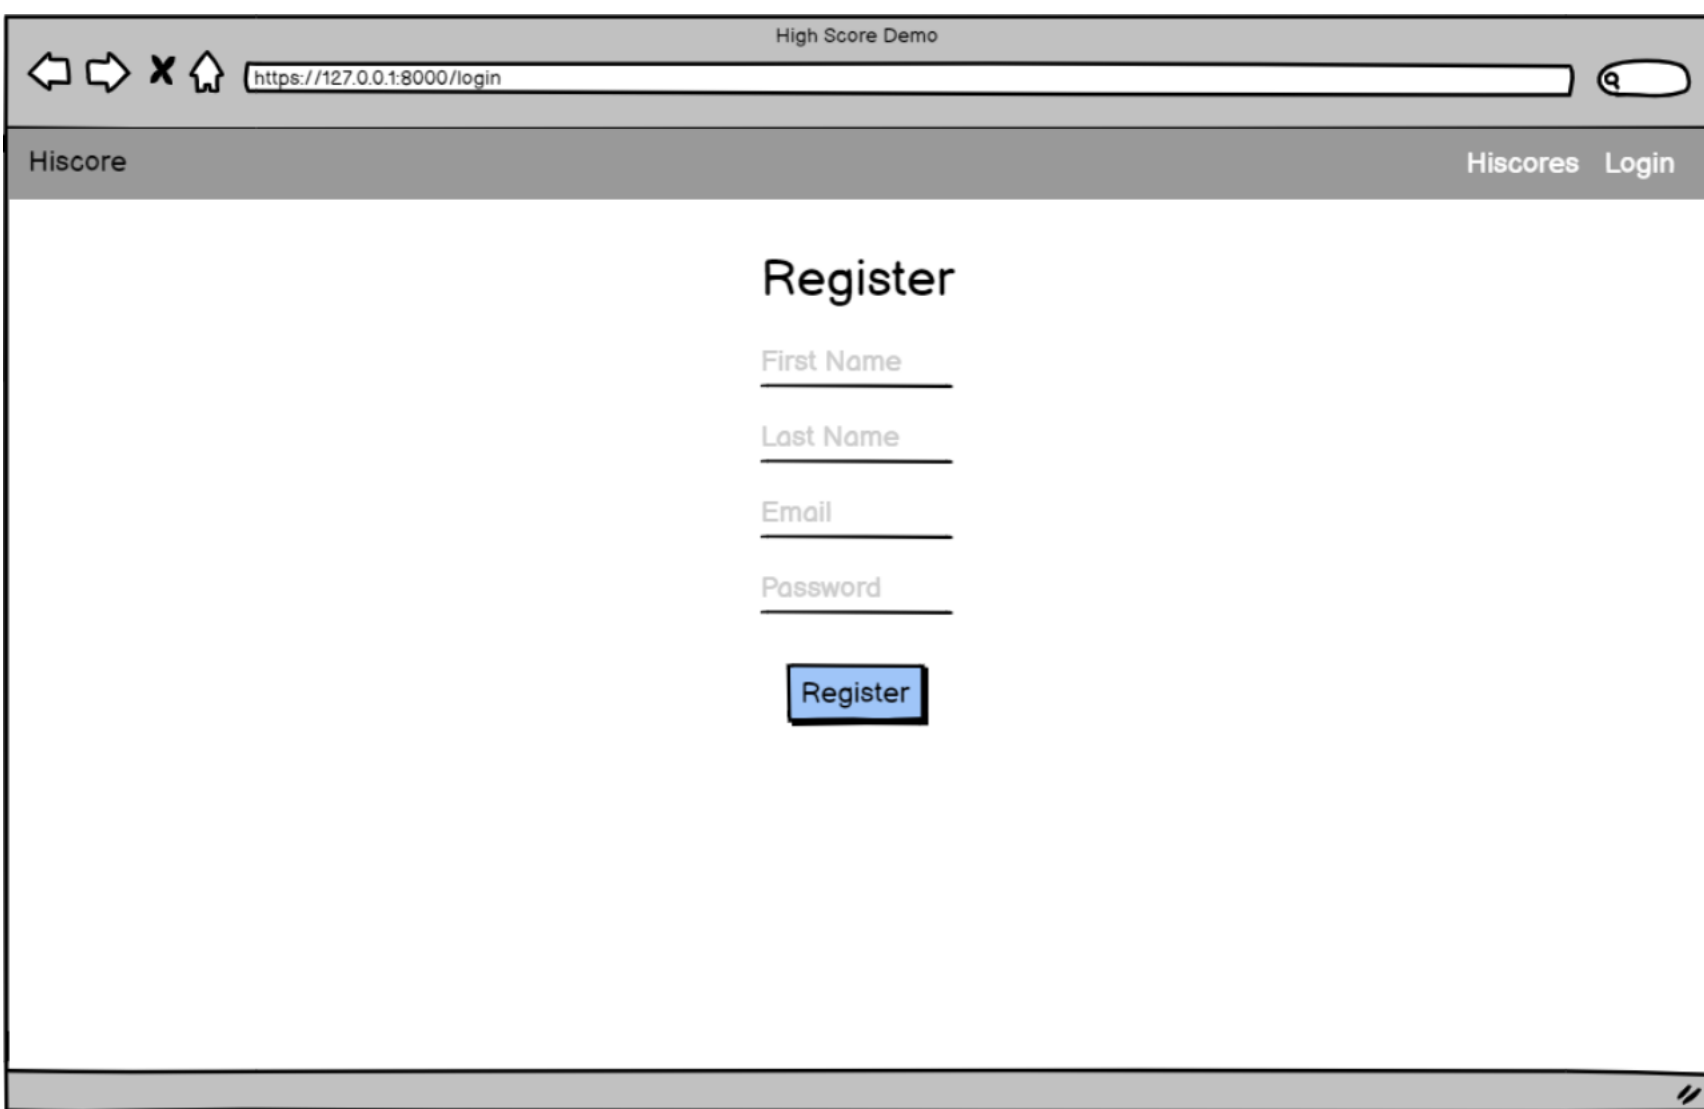 High Score Demo
https://127.0.0.1:8000/login
Hiscore Hiscores Login
Register
First Name
Last Name
Email
Password
Register